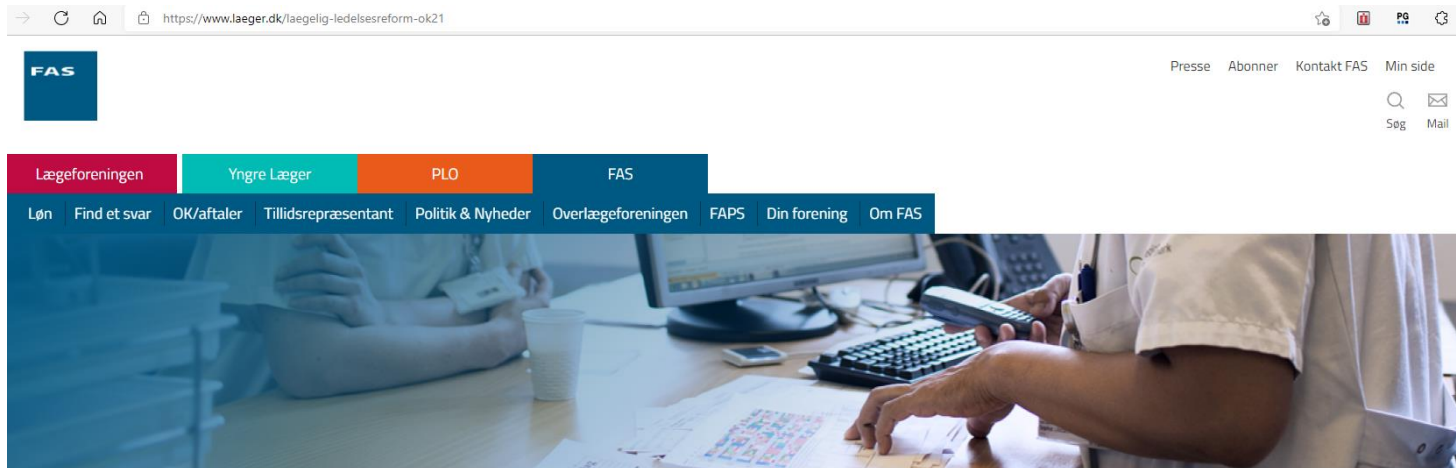 https://www.laeger.dk/laegelig-ledelsesreform-ok21
PG
FAS
Presse Abonner Kontakt FAS Min side
Søg Mail
Lægeforeningen Yngre Læger PLO FAS
Løn Find et svar OK/aftaler Tillidsrepræsentant Politik & Nyheder Overlægeforeningen FAPS Din forening Om FAS